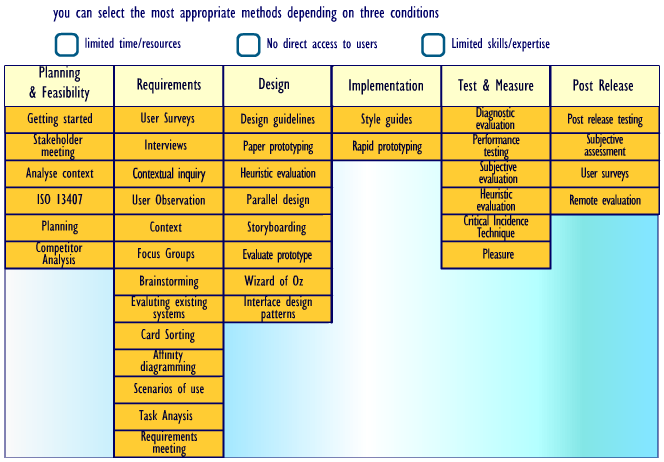 you can select the most appropriate methods depending on three conditions
limited time/resources
No direct access to users
Limited skills/expertise
Planning
& Feasibility
Requirements
Design
Implementation
Test & Measure
Post Release
Getting started
Stakeholder
meeting
Analyse context
ISO 13407
Planning
Competitor
Analysis
User Surveys
Interviews
Contextual inquiry
User Observation
Context
Focus Groups
Brainstorming
Evaluting existing
systems
Card Sorting
Affinity
diagramming
Scenarios of use
Task Anaysis
Requirements
meeting
Design guidelines
Paper prototyping
Heuristic evaluation
Parallel design
Storyboarding
Evaluate prototype
Wizard of Oz
Interface design
patterns
Style guides
Rapid prototyping
Diagnostic
evaluation
Performance
testing
Subjective
evaluation
Heuristic
evaluation
Critical Incidence
Technique
Pleasure
Post release testing
Subjective
assessment
User surveys
Remote evaluation